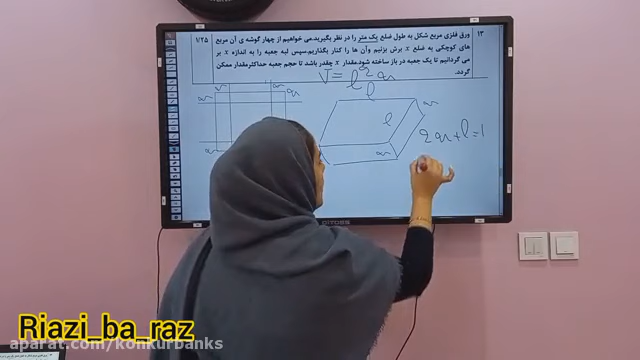 ۱۳ ورق فلزی مربع شکل به طول ضلع یک متر را در نظر بگیرید.می خواهیم از چهار گوشه ی آن مربع ۱/۲۵
های کوچکی به ضلع x برش بزنیم وآن ها را کنار بگذاریم.سپس لبه جعبه را به اندازه x بر
می گردانیم تا یک جعبه در باز ساخته شود.مقدار x چقدر باشد تا حجم جعبه حداکثرمقدار ممکن
گردد.
V = l² x
x x x
l
l x
2x + l = 1
x
x
DITOSS
Riazi_ba_raz
aparat.com/konkurbanks